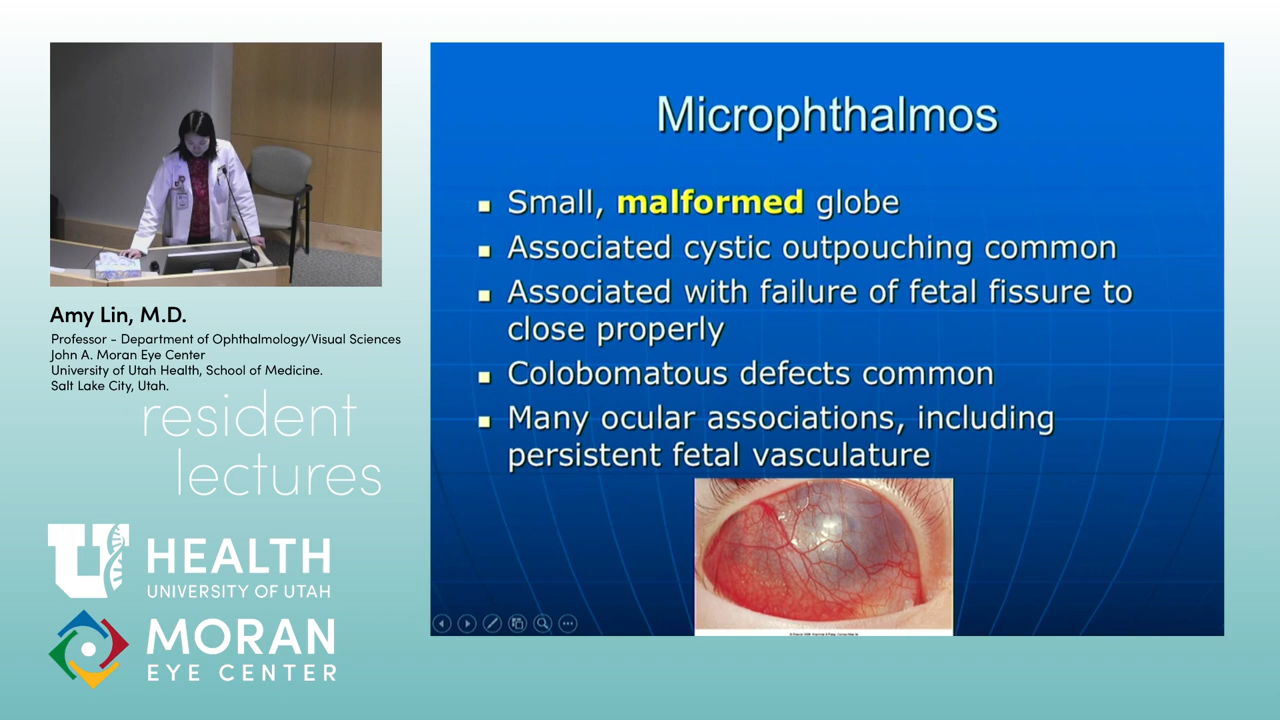 Amy Lin, M.D.
Professor - Department of Ophthalmology/Visual Sciences
John A. Moran Eye Center
University of Utah Health, School of Medicine.
Salt Lake City, Utah.
resident
lectures
U
HEALTH
UNIVERSITY OF UTAH
MORAN
EYE CENTER
Microphthalmos
Small, malformed globe
Associated cystic outpouching common
Associated with failure of fetal fissure to
close properly
Colobomatous defects common
Many ocular associations, including
persistent fetal vasculature